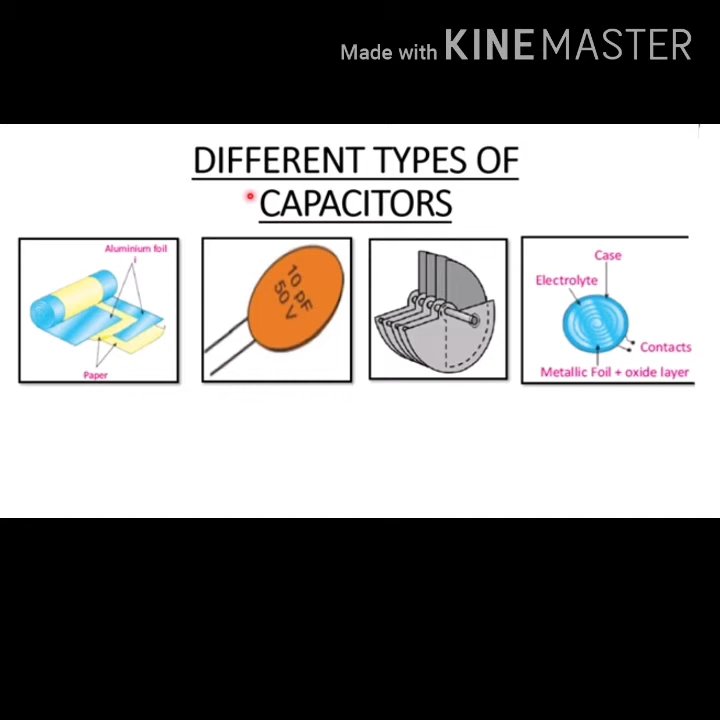 Made with KINEMASTER
DIFFERENT TYPES OF
CAPACITORS
Aluminium foil
Paper
10 pF
50 V
Case
Electrolyte
Contacts
Metallic Foil + oxide layer